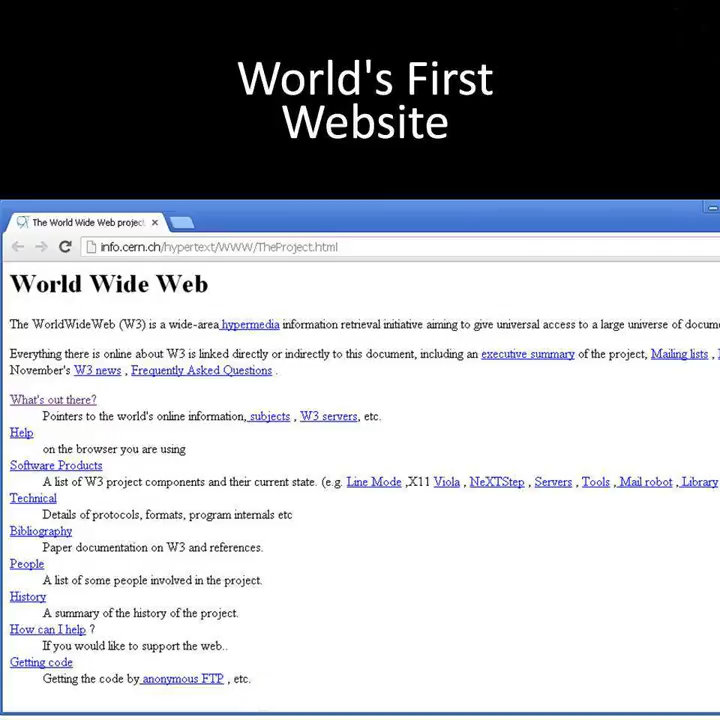 World's First
Website
The World Wide Web project
info.cern.ch/hypertext/WWW/TheProject.html
World Wide Web
The WorldWideWeb (W3) is a wide-area hypermedia information retrieval initiative aiming to give universal access to a large universe of docum
Everything there is online about W3 is linked directly or indirectly to this document, including an executive summary of the project, Mailing lists ,
November's W3 news , Frequently Asked Questions .
What's out there?
Pointers to the world's online information, subjects , W3 servers, etc.
Help
on the browser you are using
Software Products
A list of W3 project components and their current state. (e.g. Line Mode ,X11 Viola , NeXTStep , Servers , Tools , Mail robot , Library
Technical
Details of protocols, formats, program internals etc
Bibliography
Paper documentation on W3 and references.
People
A list of some people involved in the project.
History
A summary of the history of the project.
How can I help ?
If you would like to support the web..
Getting code
Getting the code by anonymous FTP , etc.